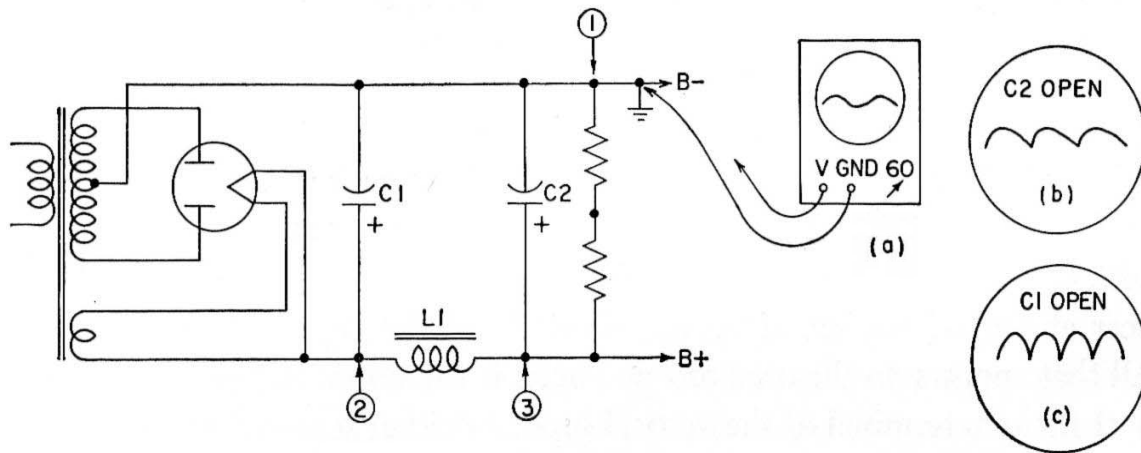 1
B-
C1
+
C2
+
L1
B+
2
3
V GND 60
(a)
C2 OPEN
(b)
C1 OPEN
(c)